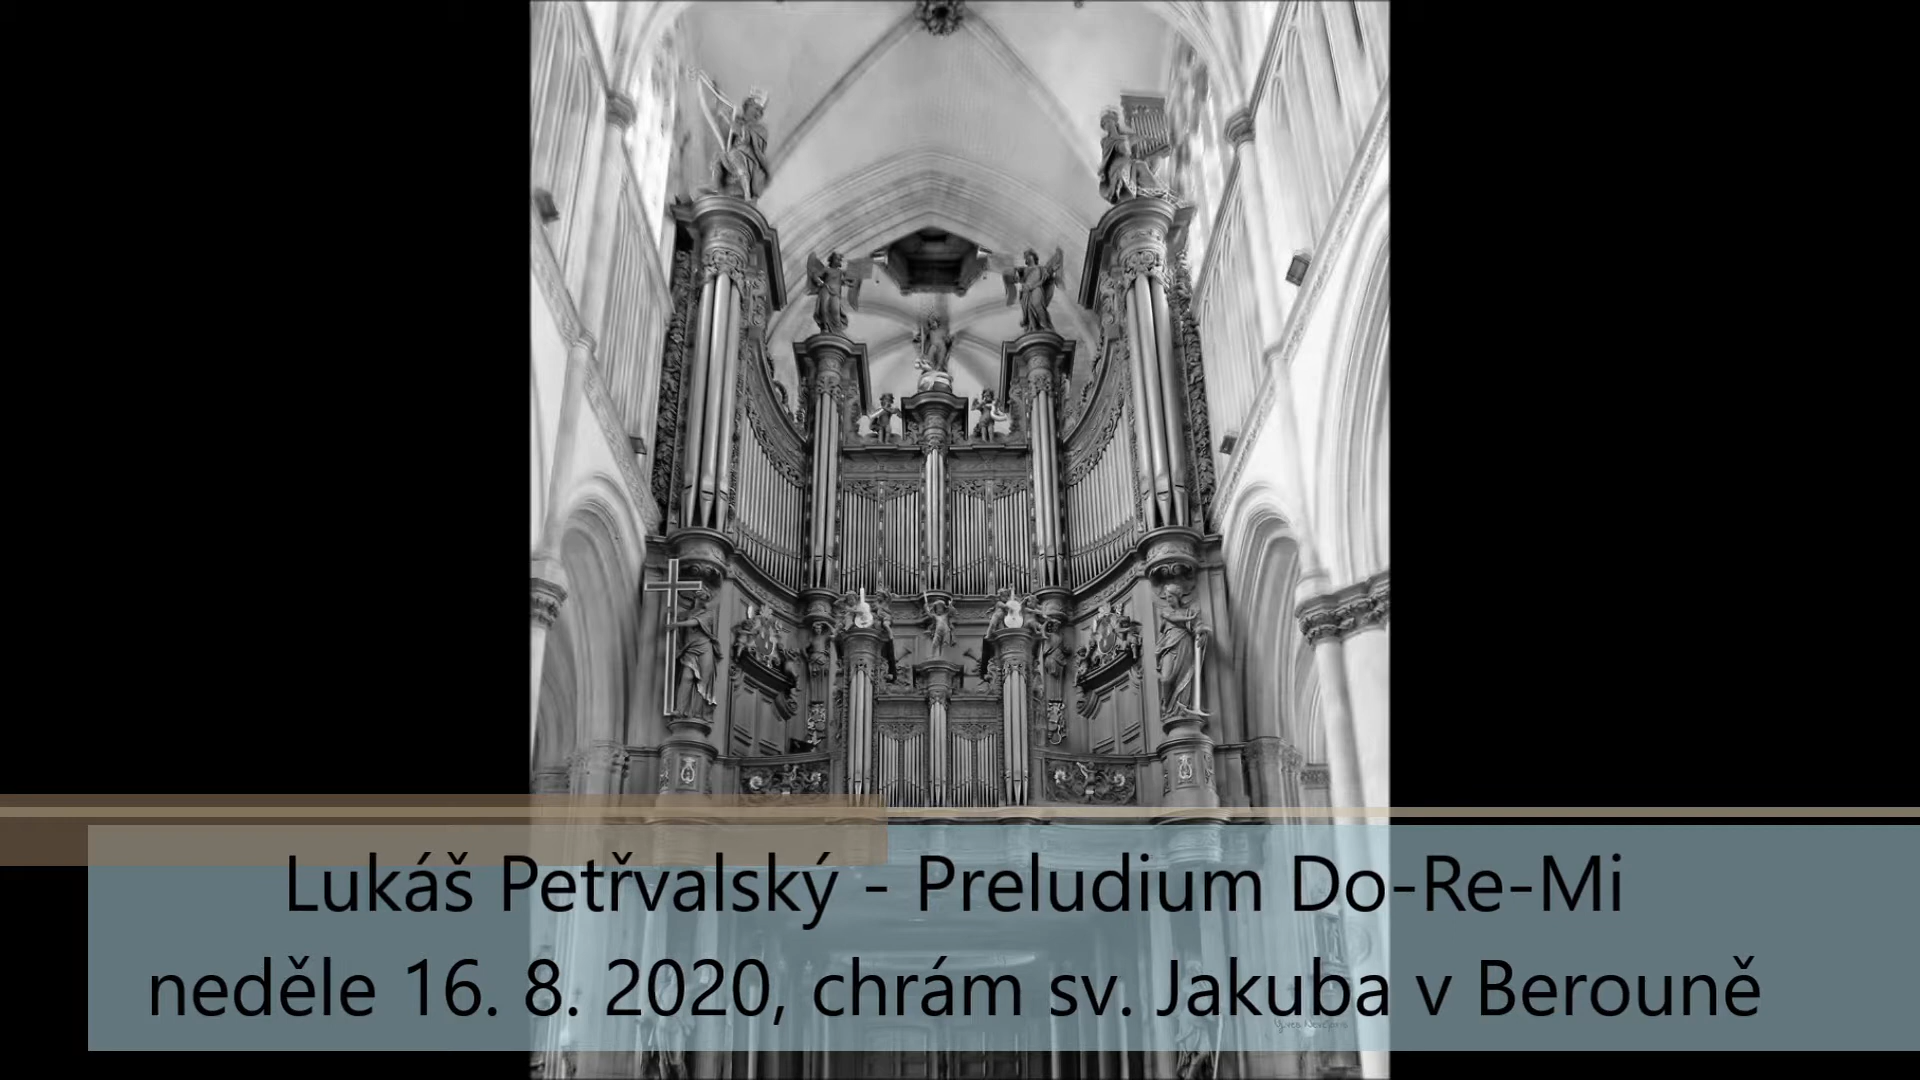 Lukáš Petřvalský - Preludium Do-Re-Mi
neděle 16. 8. 2020, chrám sv. Jakuba v Berouně